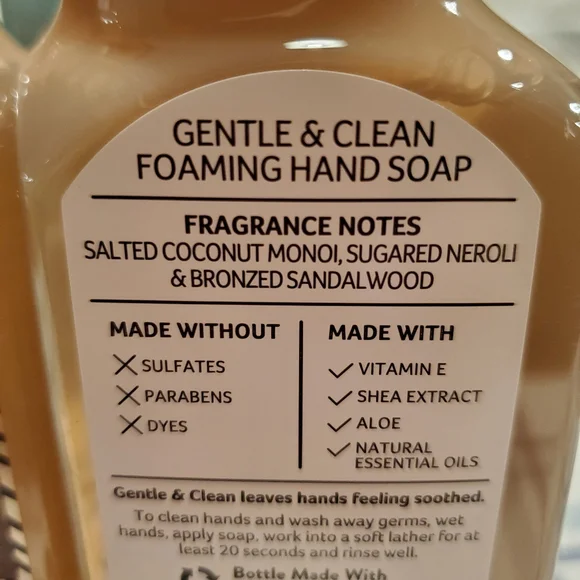 GENTLE & CLEAN
FOAMING HAND SOAP
FRAGRANCE NOTES
SALTED COCONUT MONOI, SUGARED NEROLI
& BRONZED SANDALWOOD
MADE WITHOUT
SULFATES
PARABENS
DYES
MADE WITH
VITAMIN E
SHEA EXTRACT
ALOE
NATURAL
ESSENTIAL OILS
Gentle & Clean leaves hands feeling soothed.
To clean hands and wash away germs, wet
hands, apply soap, work into a soft lather for at
least 20 seconds and rinse well.
Bottle Made With